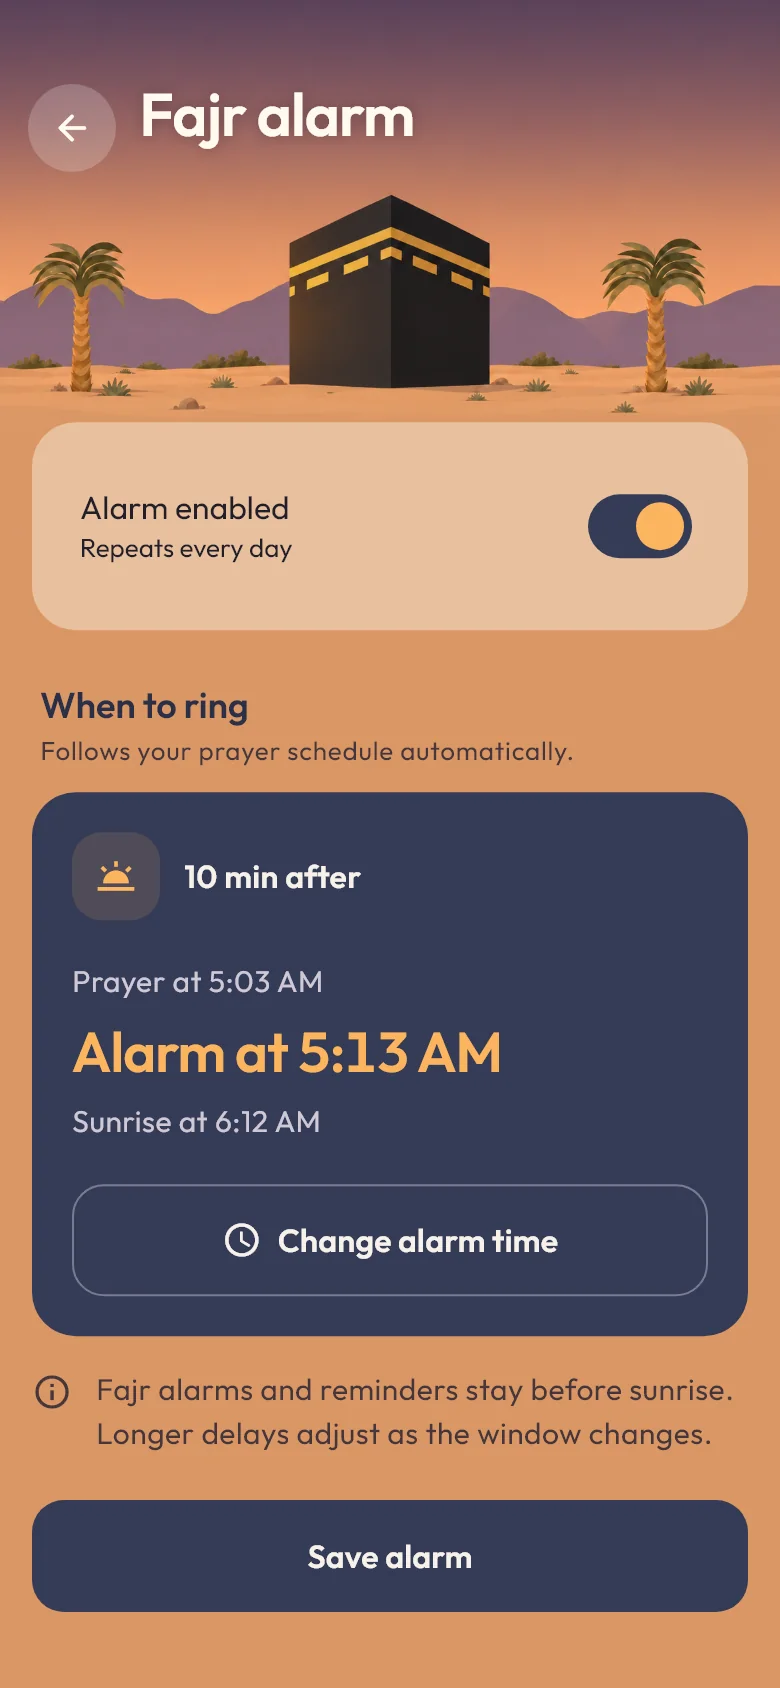 Fajr alarm
Alarm enabled
Repeats every day
When to ring
Follows your prayer schedule automatically.
10 min after
Prayer at 5:03 AM
Alarm at 5:13 AM
Sunrise at 6:12 AM
Change alarm time
Fajr alarms and reminders stay before sunrise.
Longer delays adjust as the window changes.
Save alarm